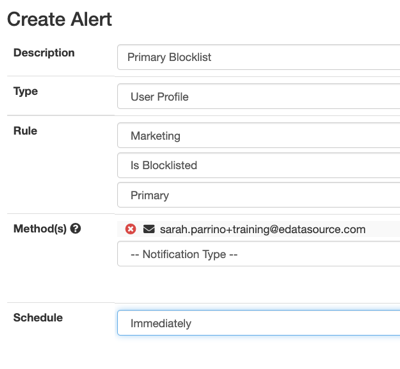 Create Alert
Description
Primary Blocklist
Type
User Profile
Rule
Marketing
Is Blocklisted
Primary
Method(s) ?
sarah.parrino+training@edatasource.com
-- Notification Type --
Schedule
Immediately